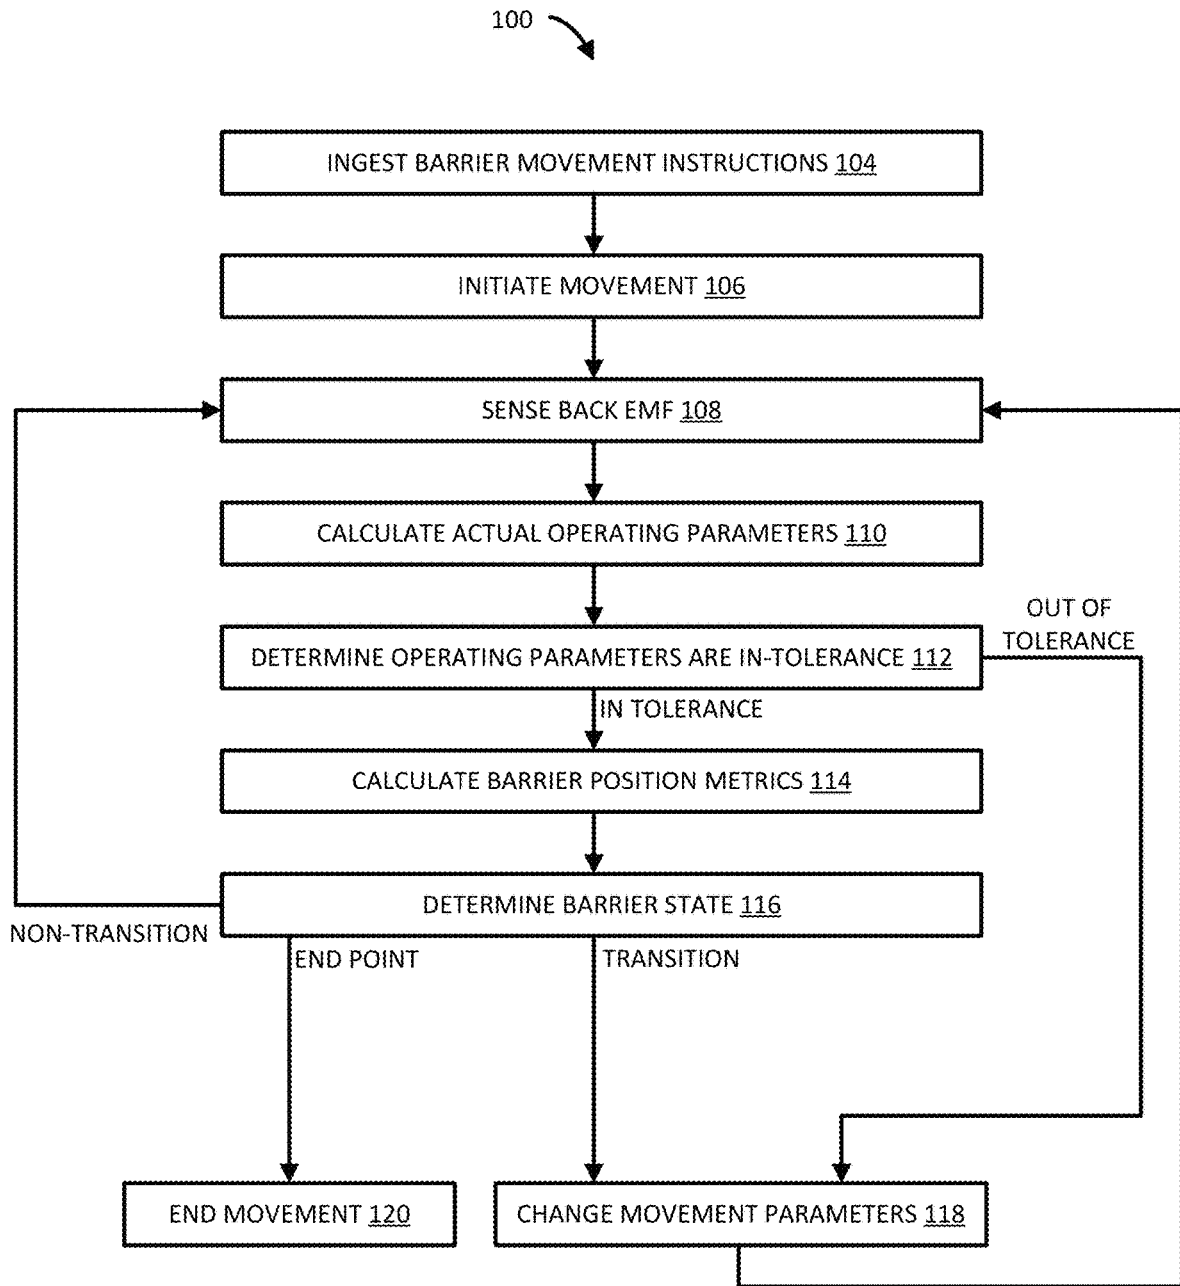 100
INGEST BARRIER MOVEMENT INSTRUCTIONS 104
INITIATE MOVEMENT 106
SENSE BACK EMF 108
CALCULATE ACTUAL OPERATING PARAMETERS 110
OUT OF
TOLERANCE
DETERMINE OPERATING PARAMETERS ARE IN-TOLERANCE 112
IN TOLERANCE
CALCULATE BARRIER POSITION METRICS 114
DETERMINE BARRIER STATE 116
NON-TRANSITION
END POINT
TRANSITION
END MOVEMENT 120
CHANGE MOVEMENT PARAMETERS 118